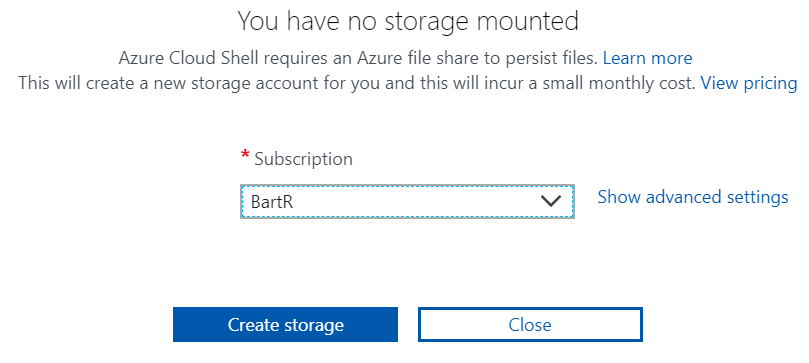 You have no storage mounted
Azure Cloud Shell requires an Azure file share to persist files. Learn more
This will create a new storage account for you and this will incur a small monthly cost. View pricing
* Subscription
BartR
Show advanced settings
Create storage
Close